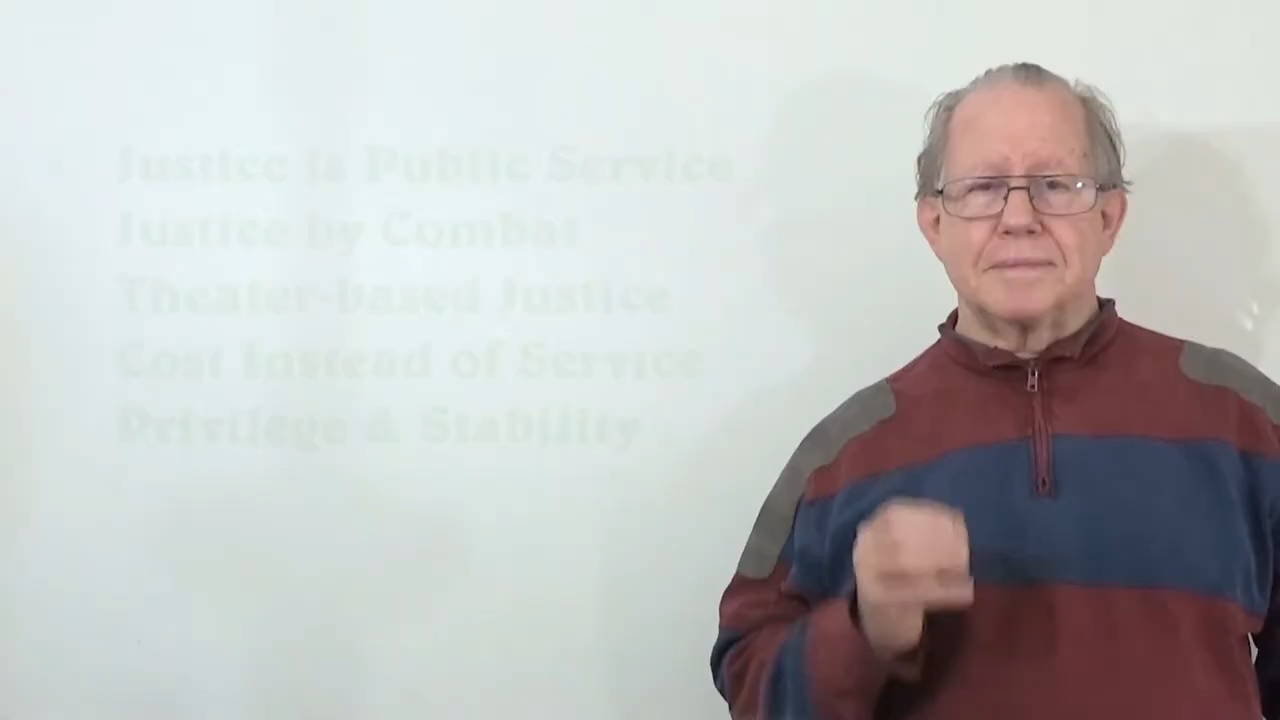 Justice is Public Service
Justice by Combat
Theater-based Justice
Cost Instead of Service
Privilege & Stability